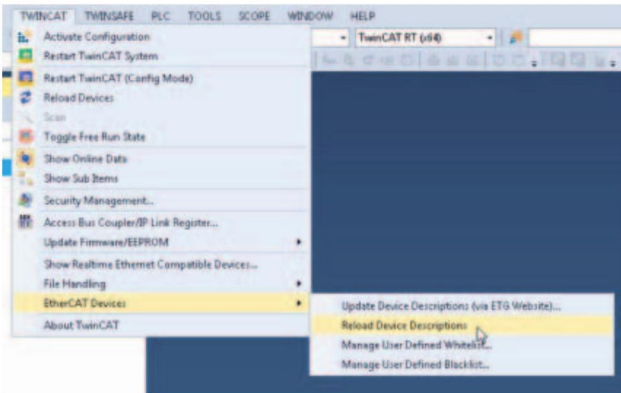 TWINCAT TWINSAFE PLC TOOLS SCOPE WINDOW HELP
Activate Configuration
TwinCAT RT (x64)
Restart TwinCAT System
Restart TwinCAT (Config Mode)
Reload Devices
Scan
Toggle Free Run State
Show Online Data
Show Sub Items
Security Management...
Access Bus Coupler/IP Link Register...
Update Firmware/EEPROM
Show Realtime Ethernet Compatible Devices...
File Handling
EtherCAT Devices
Update Device Descriptions (via ETG Website)...
Reload Device Descriptions
About TwinCAT
Manage User Defined Whitelist...
Manage User Defined Blacklist...